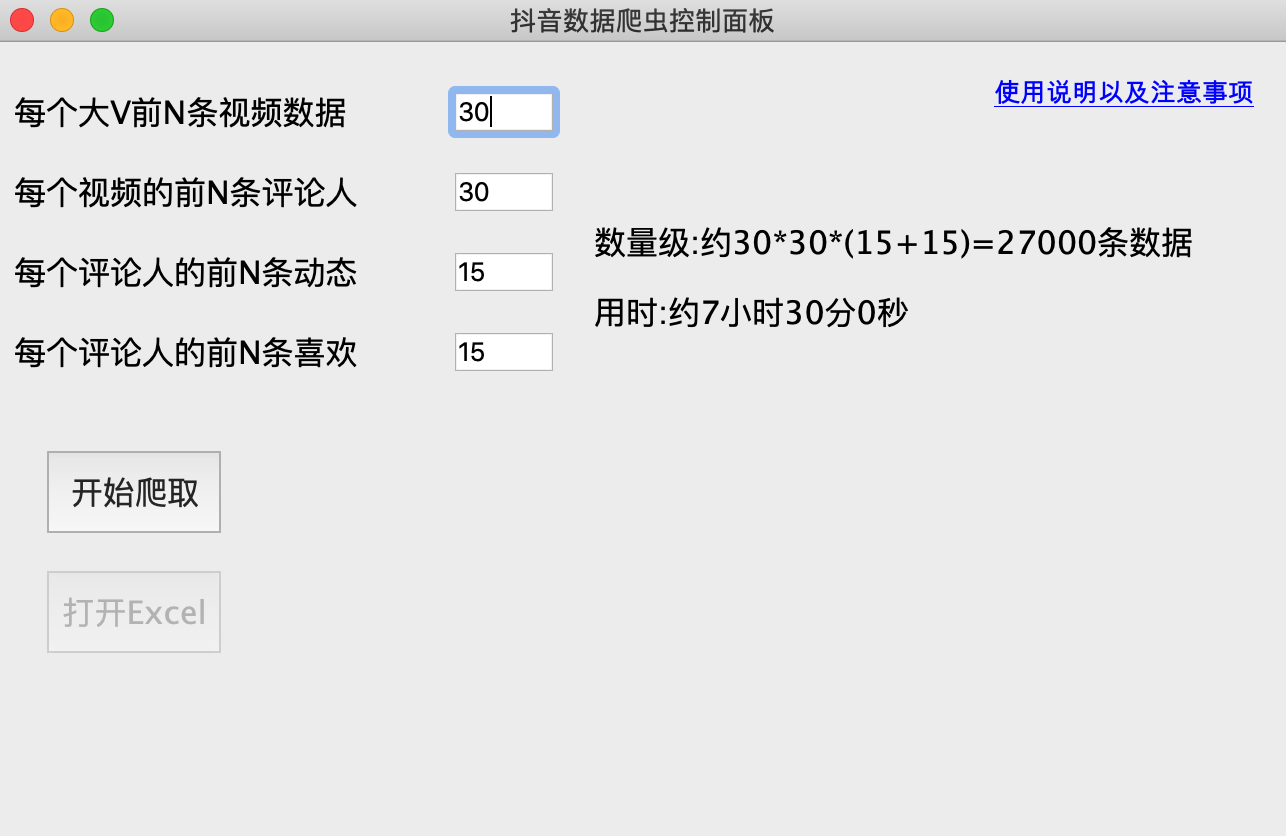 抖音数据爬虫控制面板
使用说明以及注意事项
每个大V前N条视频数据 30
每个视频的前N条评论人 30
数量级:约30*30*(15+15)=27000条数据
每个评论人的前N条动态 15
用时:约7小时30分0秒
每个评论人的前N条喜欢 15
开始爬取
打开Excel